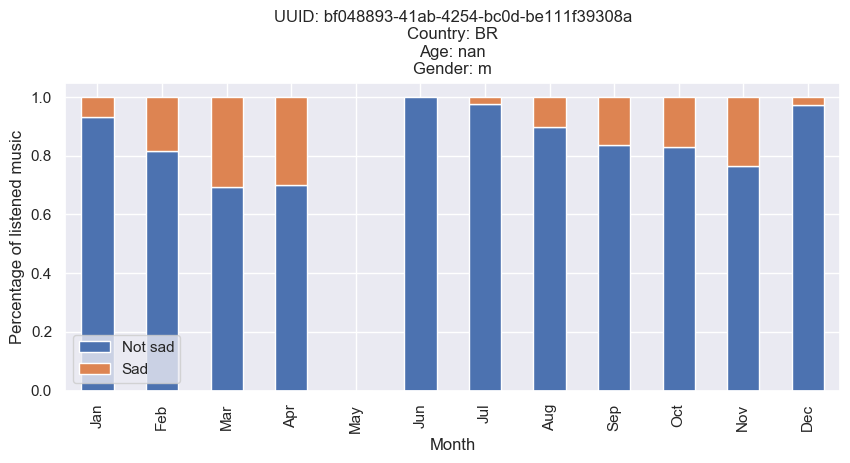 UUID: bf048893-41ab-4254-bc0d-be111f39308a
Country: BR
Age: nan
Gender: m
Percentage of listened music
1.0
0.8
0.6
0.4
0.2
0.0
Not sad
Sad
Jan
Feb
Mar
Apr
May
Jun
Jul
Aug
Sep
Oct
Nov
Dec
Month